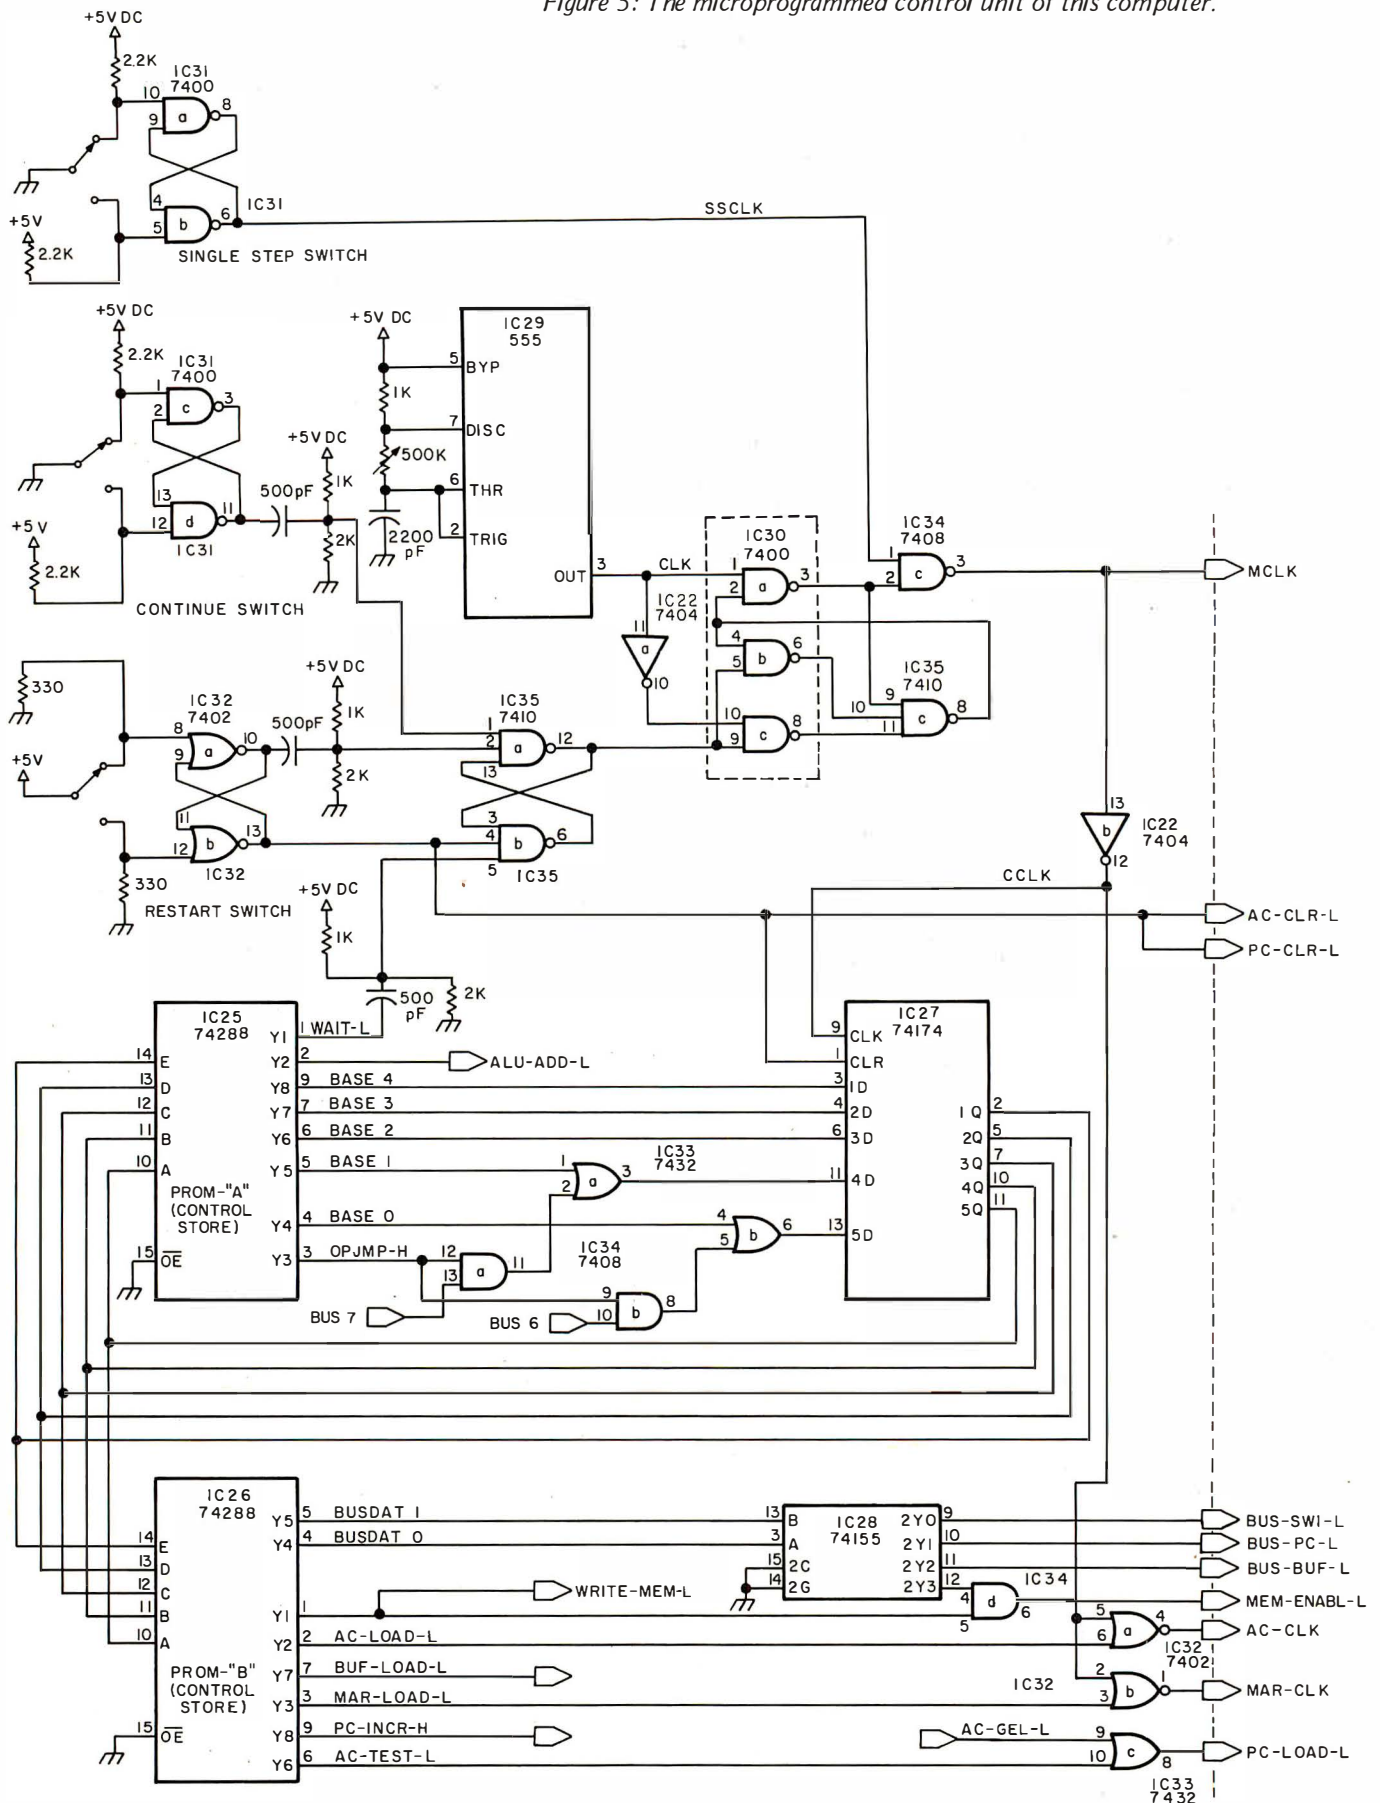 Figure 5: The microprogrammed control unit of this computer.
+5V DC
2.2K
IC31
7400
10
9
a
8
4
5
b
6
IC31
+5V
2.2K
SINGLE STEP SWITCH
SSCLK
+5V DC
2.2K
IC31
7400
1
2
c
3
13
12
d
11
IC31
+5V
2.2K
CONTINUE SWITCH
500pF
+5V DC
1K
2K
+5V DC
1K
500K
2200
pF
IC29
555
5
BYP
7
DISC
6
THR
2
TRIG
OUT
3
CLK
IC22
7404
11
a
10
IC30
7400
1
2
a
3
4
5
b
6
10
9
c
8
IC34
7408
1
2
c
3
MCLK
IC35
7410
9
10
11
c
8
330
IC32
7402
8
9
a
10
+5V
11
12
b
13
IC32
330
RESTART SWITCH
500pF
+5V DC
1K
2K
IC35
7410
1
2
13
a
12
3
4
5
b
6
IC35
13
b
12
IC22
7404
CCLK
AC-CLR-L
PC-CLR-L
+5V DC
1K
500
pF
2K
IC25
74288
Y1
1 WAIT-L
14
E
Y2
2
ALU-ADD-L
13
D
Y8
9
BASE 4
12
C
Y7
7
BASE 3
11
B
Y6
6
BASE 2
10
A
Y5
5
BASE 1
PROM-"A"
(CONTROL
STORE)
Y4
4
BASE 0
15
OE
Y3
3
OPJMP-H
IC33
7432
1
2
a
3
4
5
b
6
IC34
7408
12
13
a
11
9
10
b
8
BUS 7
BUS 6
IC27
74174
9
CLK
1
CLR
3
1D
4
2D
6
3D
11
4D
13
5D
1Q
2
2Q
5
3Q
7
4Q
10
5Q
11
IC26
74288
Y5
5
BUSDAT 1
14
E
Y4
4
BUSDAT 0
13
D
12
C
11
B
Y1
1
WRITE-MEM-L
10
A
Y2
2
AC-LOAD-L
PROM-"B"
(CONTROL
STORE)
Y7
7
BUF-LOAD-L
Y3
3
MAR-LOAD-L
15
OE
Y8
9
PC-INCR-H
Y6
6
AC-TEST-L
IC28
74155
13
B
3
A
15
2C
14
2G
2Y0
9
BUS-SW1-L
2Y1
10
BUS-PC-L
2Y2
11
BUS-BUF-L
2Y3
12
IC34
4
5
d
6
MEM-ENABL-L
5
6
a
4
AC-CLK
IC32
7402
IC32
2
3
b
1
MAR-CLK
AC-GEL-L
9
10
c
8
PC-LOAD-L
IC33
7432